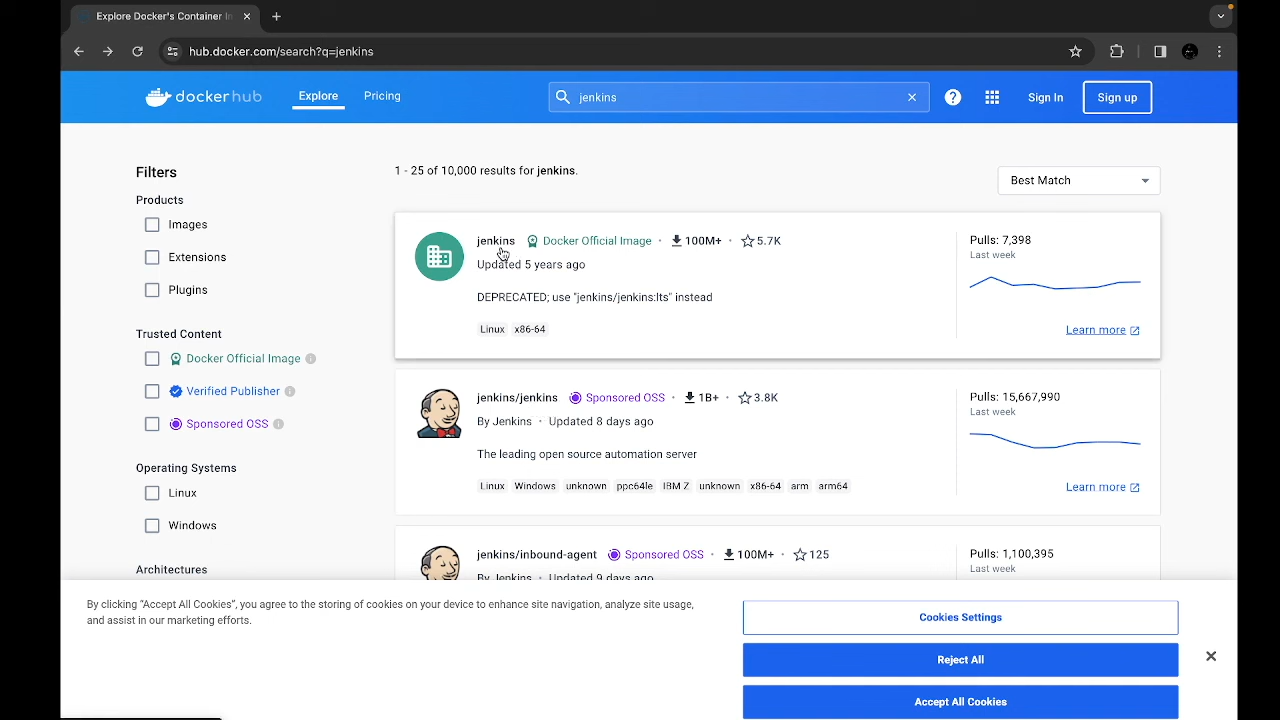 Explore Docker's Container In
hub.docker.com/search?q=jenkins
dockerhub
Explore
Pricing
jenkins
Sign In
Sign up
Filters
Products
Images
Extensions
Plugins
Trusted Content
Docker Official Image
Verified Publisher
Sponsored OSS
Operating Systems
Linux
Windows
Architectures
1 - 25 of 10,000 results for jenkins.
Best Match
jenkins Docker Official Image · 100M+ · 5.7K
Updated 5 years ago
DEPRECATED; use "jenkins/jenkins:lts" instead
Linux x86-64
Pulls: 7,398
Last week
Learn more
jenkins/jenkins Sponsored OSS · 1B+ · 3.8K
By Jenkins · Updated 8 days ago
The leading open source automation server
Linux Windows unknown ppc64le IBM Z unknown x86-64 arm arm64
Pulls: 15,667,990
Last week
Learn more
jenkins/inbound-agent Sponsored OSS · 100M+ · 125
By Jenkins · Updated 9 days ago
Pulls: 1,100,395
Last week
By clicking “Accept All Cookies”, you agree to the storing of cookies on your device to enhance site navigation, analyze site usage,
and assist in our marketing efforts.
Cookies Settings
Reject All
Accept All Cookies